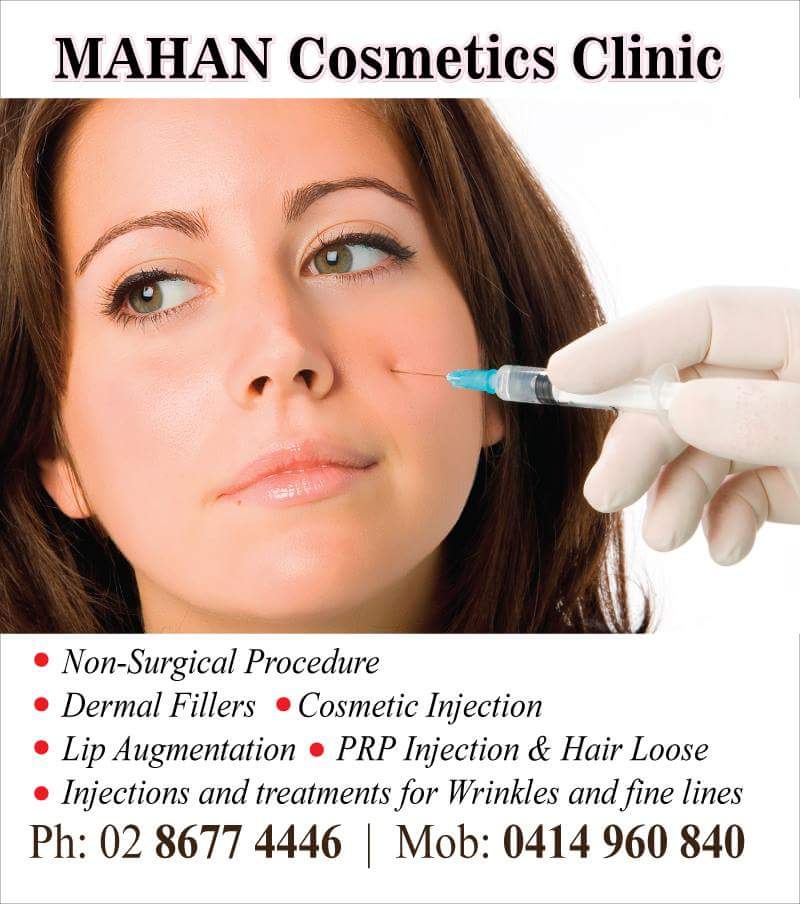 MAHAN Cosmetics Clinic
• Non-Surgical Procedure
• Dermal Fillers • Cosmetic Injection
• Lip Augmentation • PRP Injection & Hair Loose
• Injections and treatments for Wrinkles and fine lines
Ph: 02 8677 4446 | Mob: 0414 960 840